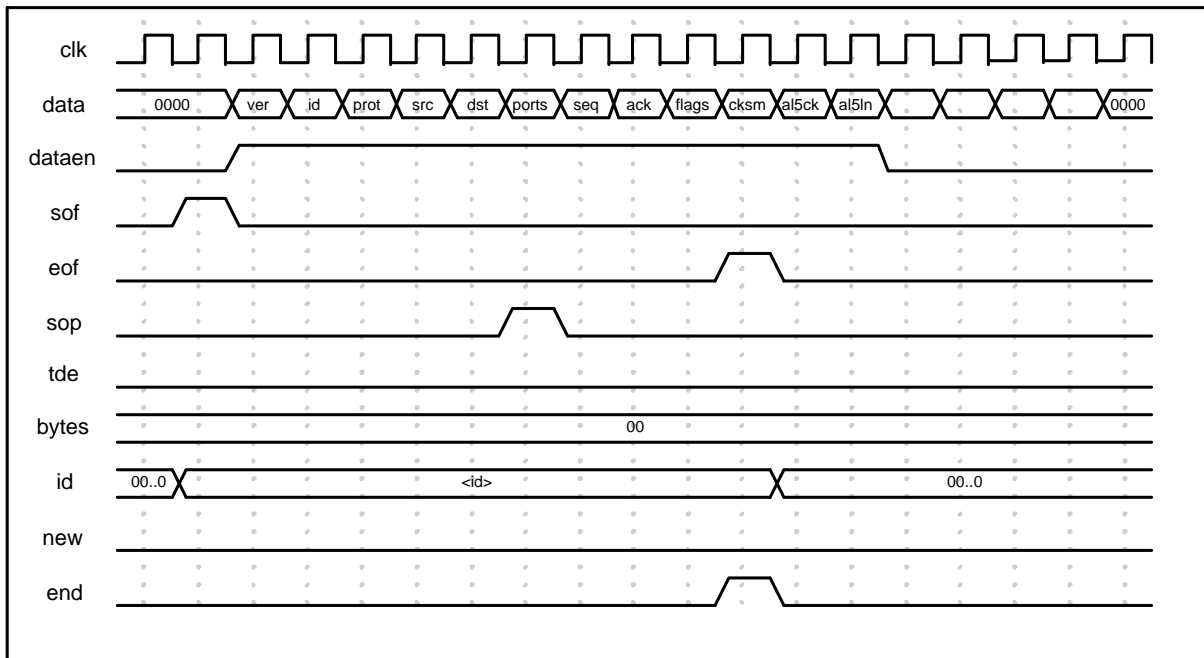 clk
data 0000 ver id prot src dst ports seq ack flags cksm al5ck al5ln 0000
dataen
sof
eof
sop
tde
bytes 00
id 00..0 <id> 00..0
new
end